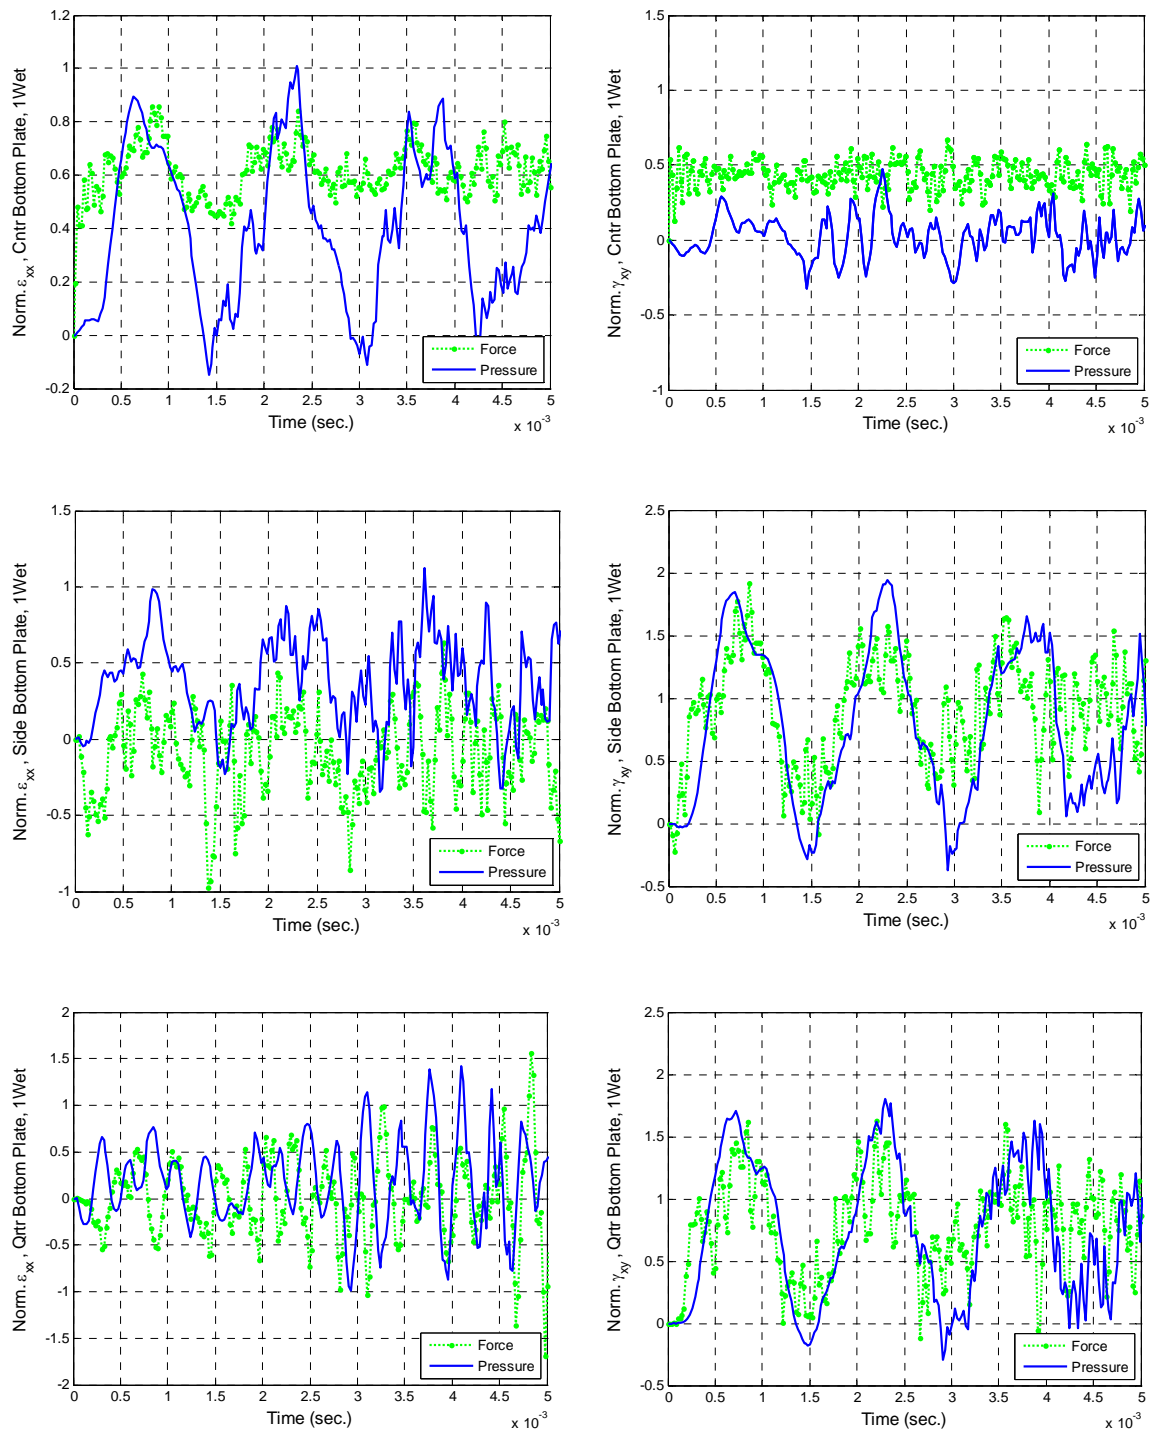 Norm. ε_xx, Cntr Bottom Plate, 1Wet
1.2
1
0.8
0.6
0.4
0.2
0
-0.2
0 0.5 1 1.5 2 2.5 3 3.5 4 4.5 5
Time (sec.)
x 10^-3
Force
Pressure
Norm. γ_xy, Cntr Bottom Plate, 1Wet
1.5
1
0.5
0
-0.5
-1
0 0.5 1 1.5 2 2.5 3 3.5 4 4.5 5
Time (sec.)
x 10^-3
Force
Pressure
Norm. ε_xx, Side Bottom Plate, 1Wet
1.5
1
0.5
0
-0.5
-1
0 0.5 1 1.5 2 2.5 3 3.5 4 4.5 5
Time (sec.)
x 10^-3
Force
Pressure
Norm. γ_xy, Side Bottom Plate, 1Wet
2.5
2
1.5
1
0.5
0
-0.5
0 0.5 1 1.5 2 2.5 3 3.5 4 4.5 5
Time (sec.)
x 10^-3
Force
Pressure
Norm. ε_xx, Qrtr Bottom Plate, 1Wet
2
1.5
1
0.5
0
-0.5
-1
-1.5
-2
0 0.5 1 1.5 2 2.5 3 3.5 4 4.5 5
Time (sec.)
x 10^-3
Force
Pressure
Norm. γ_xy, Qrtr Bottom Plate, 1Wet
2.5
2
1.5
1
0.5
0
-0.5
0 0.5 1 1.5 2 2.5 3 3.5 4 4.5 5
Time (sec.)
x 10^-3
Force
Pressure